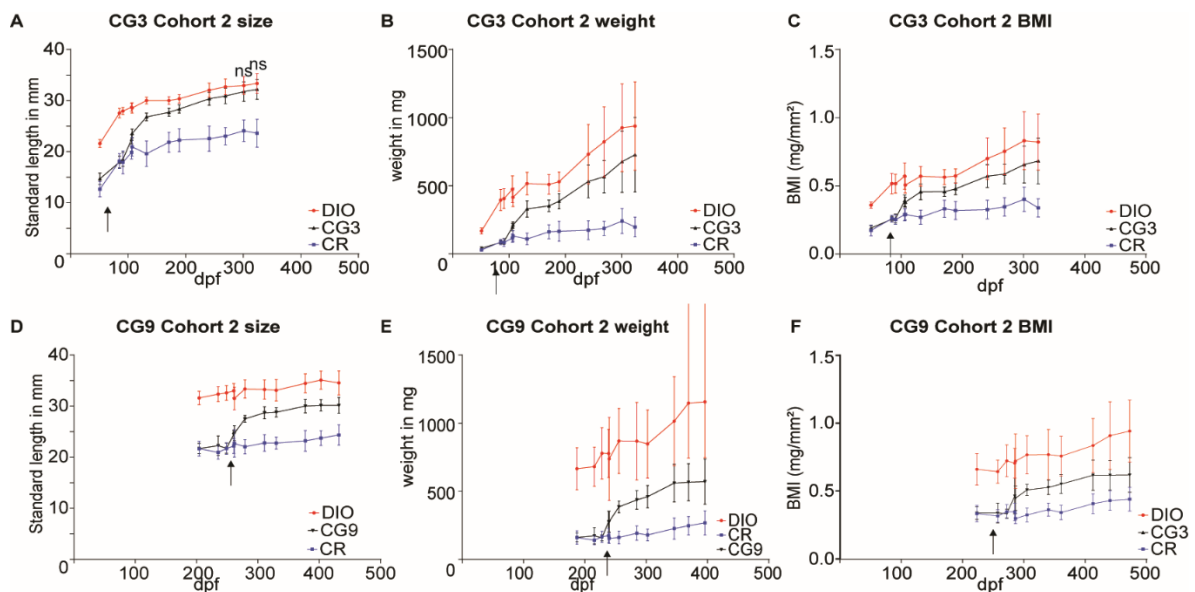 A CG3 Cohort 2 size
Standard length in mm
40
30
20
10
0
100 200 300 400 500
dpf
ns ns
DIO
CG3
CR
B CG3 Cohort 2 weight
weight in mg
1500
1000
500
0
100 200 300 400 500
dpf
DIO
CG3
CR
C CG3 Cohort 2 BMI
BMI (mg/mm²)
1.5
1.0
0.5
0.0
0 100 200 300 400 500
dpf
DIO
CG3
CR
D CG9 Cohort 2 size
Standard length in mm
40
30
20
10
0
0 100 200 300 400 500
dpf
DIO
CG9
CR
E CG9 Cohort 2 weight
weight in mg
1500
1000
500
0
0 100 200 300 400 500
dpf
DIO
CR
CG9
F CG9 Cohort 2 BMI
BMI (mg/mm²)
1.5
1.0
0.5
0.0
0 100 200 300 400 500
dpf
DIO
CG3
CR